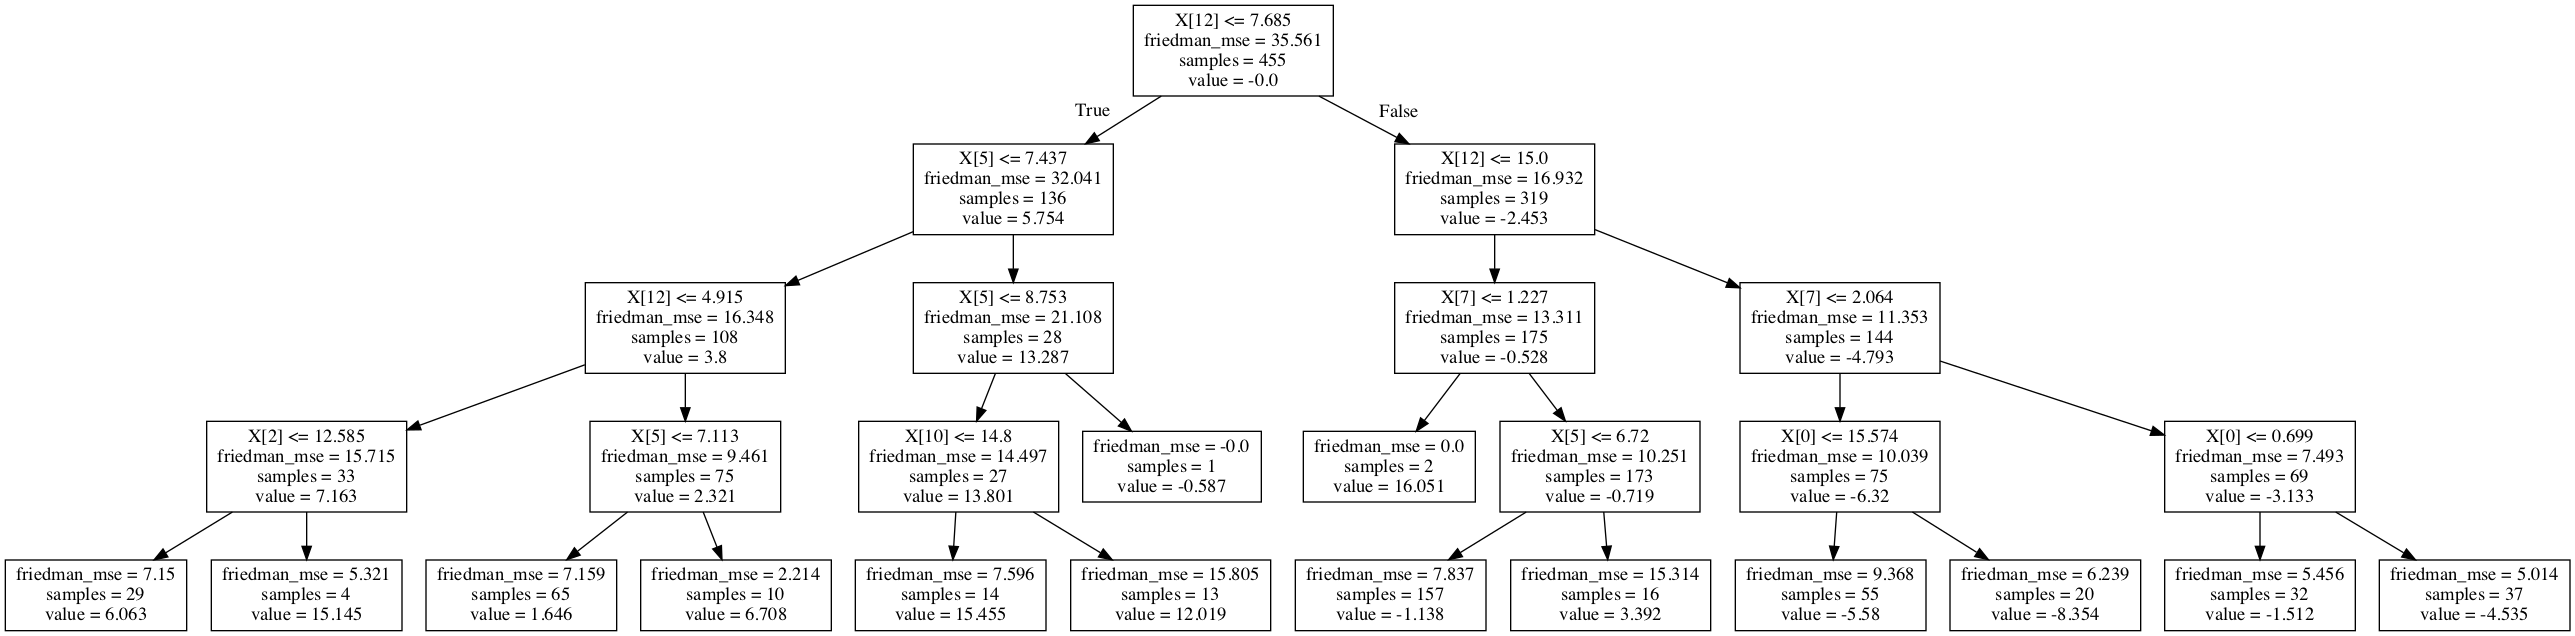 X[12] <= 7.685
friedman_mse = 35.561
samples = 455
value = -0.0
True
False
X[5] <= 7.437
friedman_mse = 32.041
samples = 136
value = 5.754
X[12] <= 15.0
friedman_mse = 16.932
samples = 319
value = -2.453
X[12] <= 4.915
friedman_mse = 16.348
samples = 108
value = 3.8
X[5] <= 8.753
friedman_mse = 21.108
samples = 28
value = 13.287
X[7] <= 1.227
friedman_mse = 13.311
samples = 175
value = -0.528
X[7] <= 2.064
friedman_mse = 11.353
samples = 144
value = -4.793
X[2] <= 12.585
friedman_mse = 15.715
samples = 33
value = 7.163
X[5] <= 7.113
friedman_mse = 9.461
samples = 75
value = 2.321
X[10] <= 14.8
friedman_mse = 14.497
samples = 27
value = 13.801
friedman_mse = -0.0
samples = 1
value = -0.587
friedman_mse = 0.0
samples = 2
value = 16.051
X[5] <= 6.72
friedman_mse = 10.251
samples = 173
value = -0.719
X[0] <= 15.574
friedman_mse = 10.039
samples = 75
value = -6.32
X[0] <= 0.699
friedman_mse = 7.493
samples = 69
value = -3.133
friedman_mse = 7.15
samples = 29
value = 6.063
friedman_mse = 5.321
samples = 4
value = 15.145
friedman_mse = 7.159
samples = 65
value = 1.646
friedman_mse = 2.214
samples = 10
value = 6.708
friedman_mse = 7.596
samples = 14
value = 15.455
friedman_mse = 15.805
samples = 13
value = 12.019
friedman_mse = 7.837
samples = 157
value = -1.138
friedman_mse = 15.314
samples = 16
value = 3.392
friedman_mse = 9.368
samples = 55
value = -5.58
friedman_mse = 6.239
samples = 20
value = -8.354
friedman_mse = 5.456
samples = 32
value = -1.512
friedman_mse = 5.014
samples = 37
value = -4.535